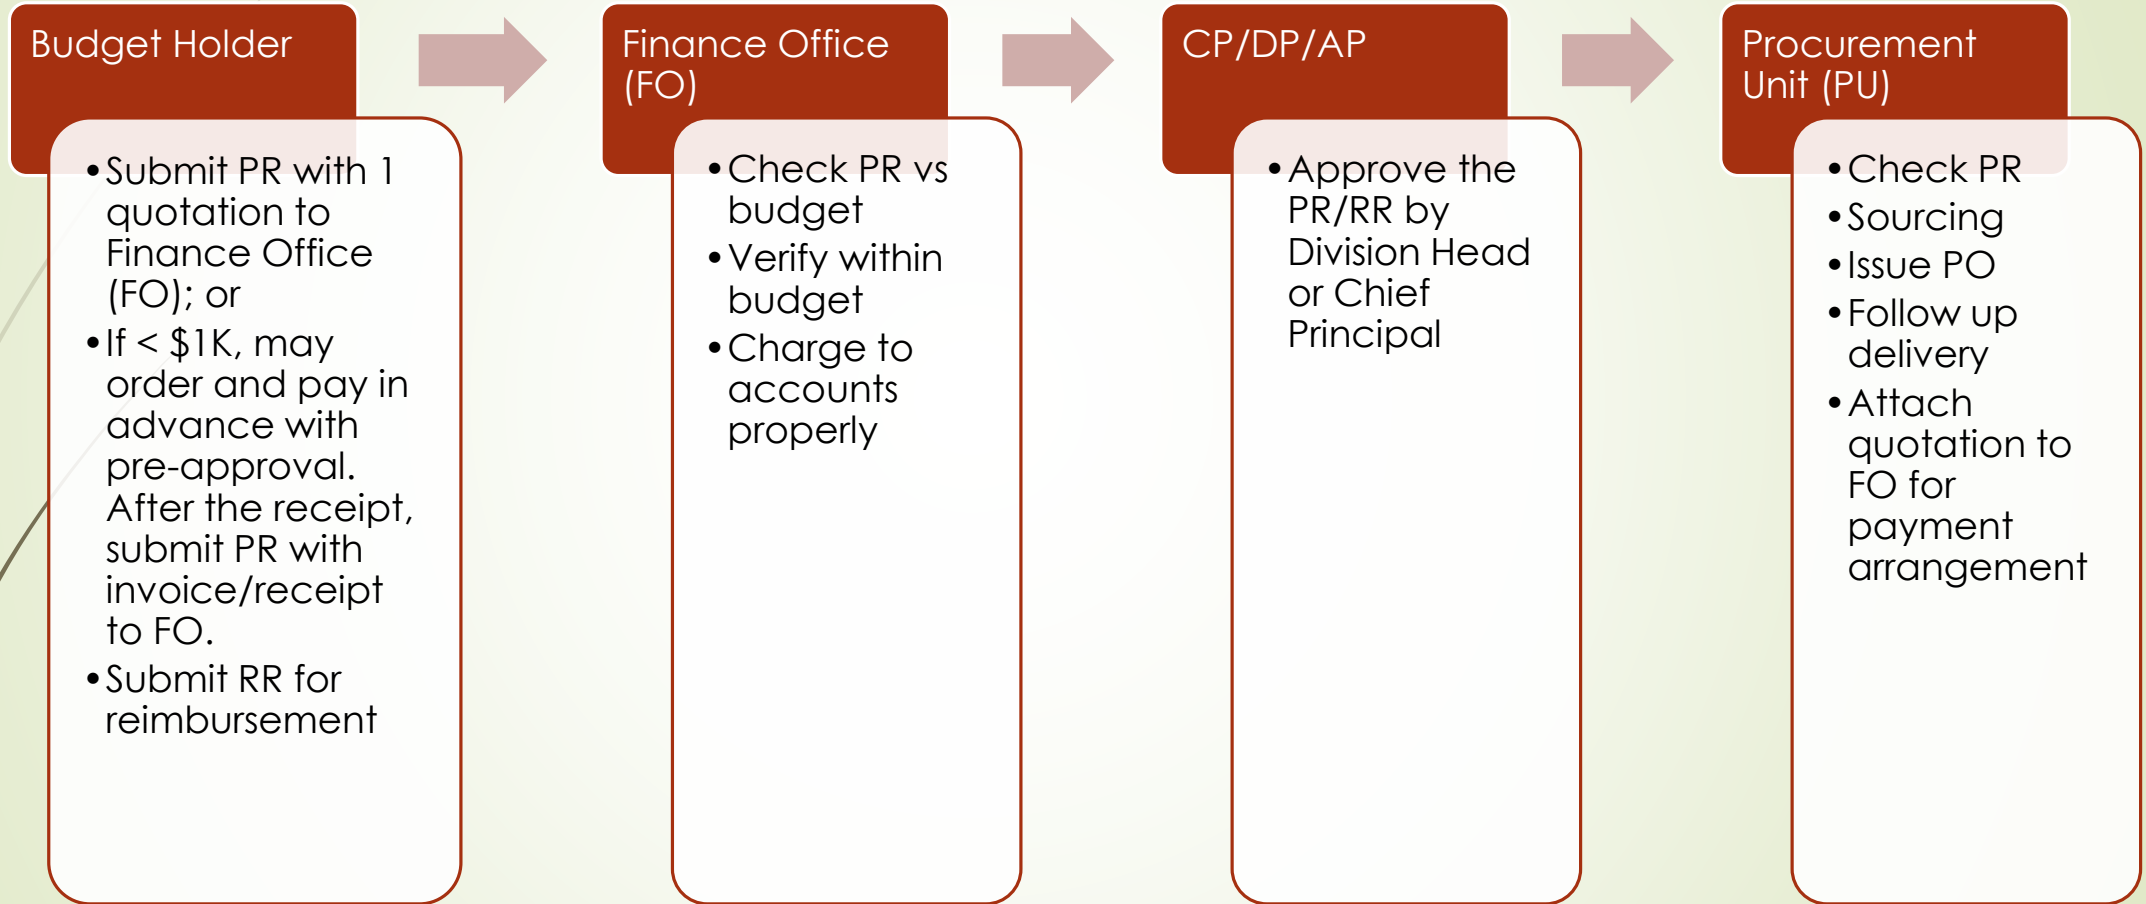 Budget Holder
•Submit PR with 1
quotation to
Finance Office
(FO); or
•If < $1K, may
order and pay in
advance with
pre-approval.
After the receipt,
submit PR with
invoice/receipt
to FO.
•Submit RR for
reimbursement
Finance Office
(FO)
•Check PR vs
budget
•Verify within
budget
•Charge to
accounts
properly
CP/DP/AP
•Approve the
PR/RR by
Division Head
or Chief
Principal
Procurement
Unit (PU)
•Check PR
•Sourcing
•Issue PO
•Follow up
delivery
•Attach
quotation to
FO for
payment
arrangement